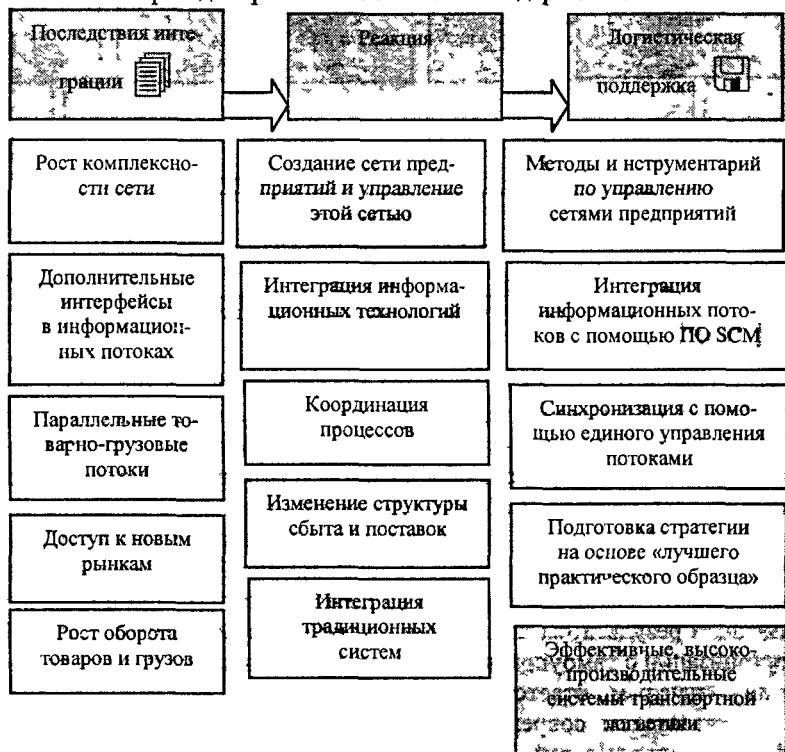 Последствия инте-
грации
Реакция
Логистическая
поддержка
Рост комплексно-
сти сети
Дополнительные
интерфейсы
в информацион-
ных потоках
Параллельные то-
варно-грузовые
потоки
Доступ к новым
рынкам
Рост оборота
товаров и грузов
Создание сети пред-
приятий и управление
этой сетью
Интеграция информа-
ционных технологий
Координация
процессов
Изменение структуры
сбыта и поставок
Интеграция
традиционных
систем
Методы и нструментарий
по управлению
сетями предприятий
Интеграция
информационных пото-
ков с помощью ПО SCM
Синхронизация с помо-
щью единого управления
потоками
Подготовка стратегии
на основе «лучшего
практического образца»
Эффективные, высоко-
производительные
системы транспортной
логистики